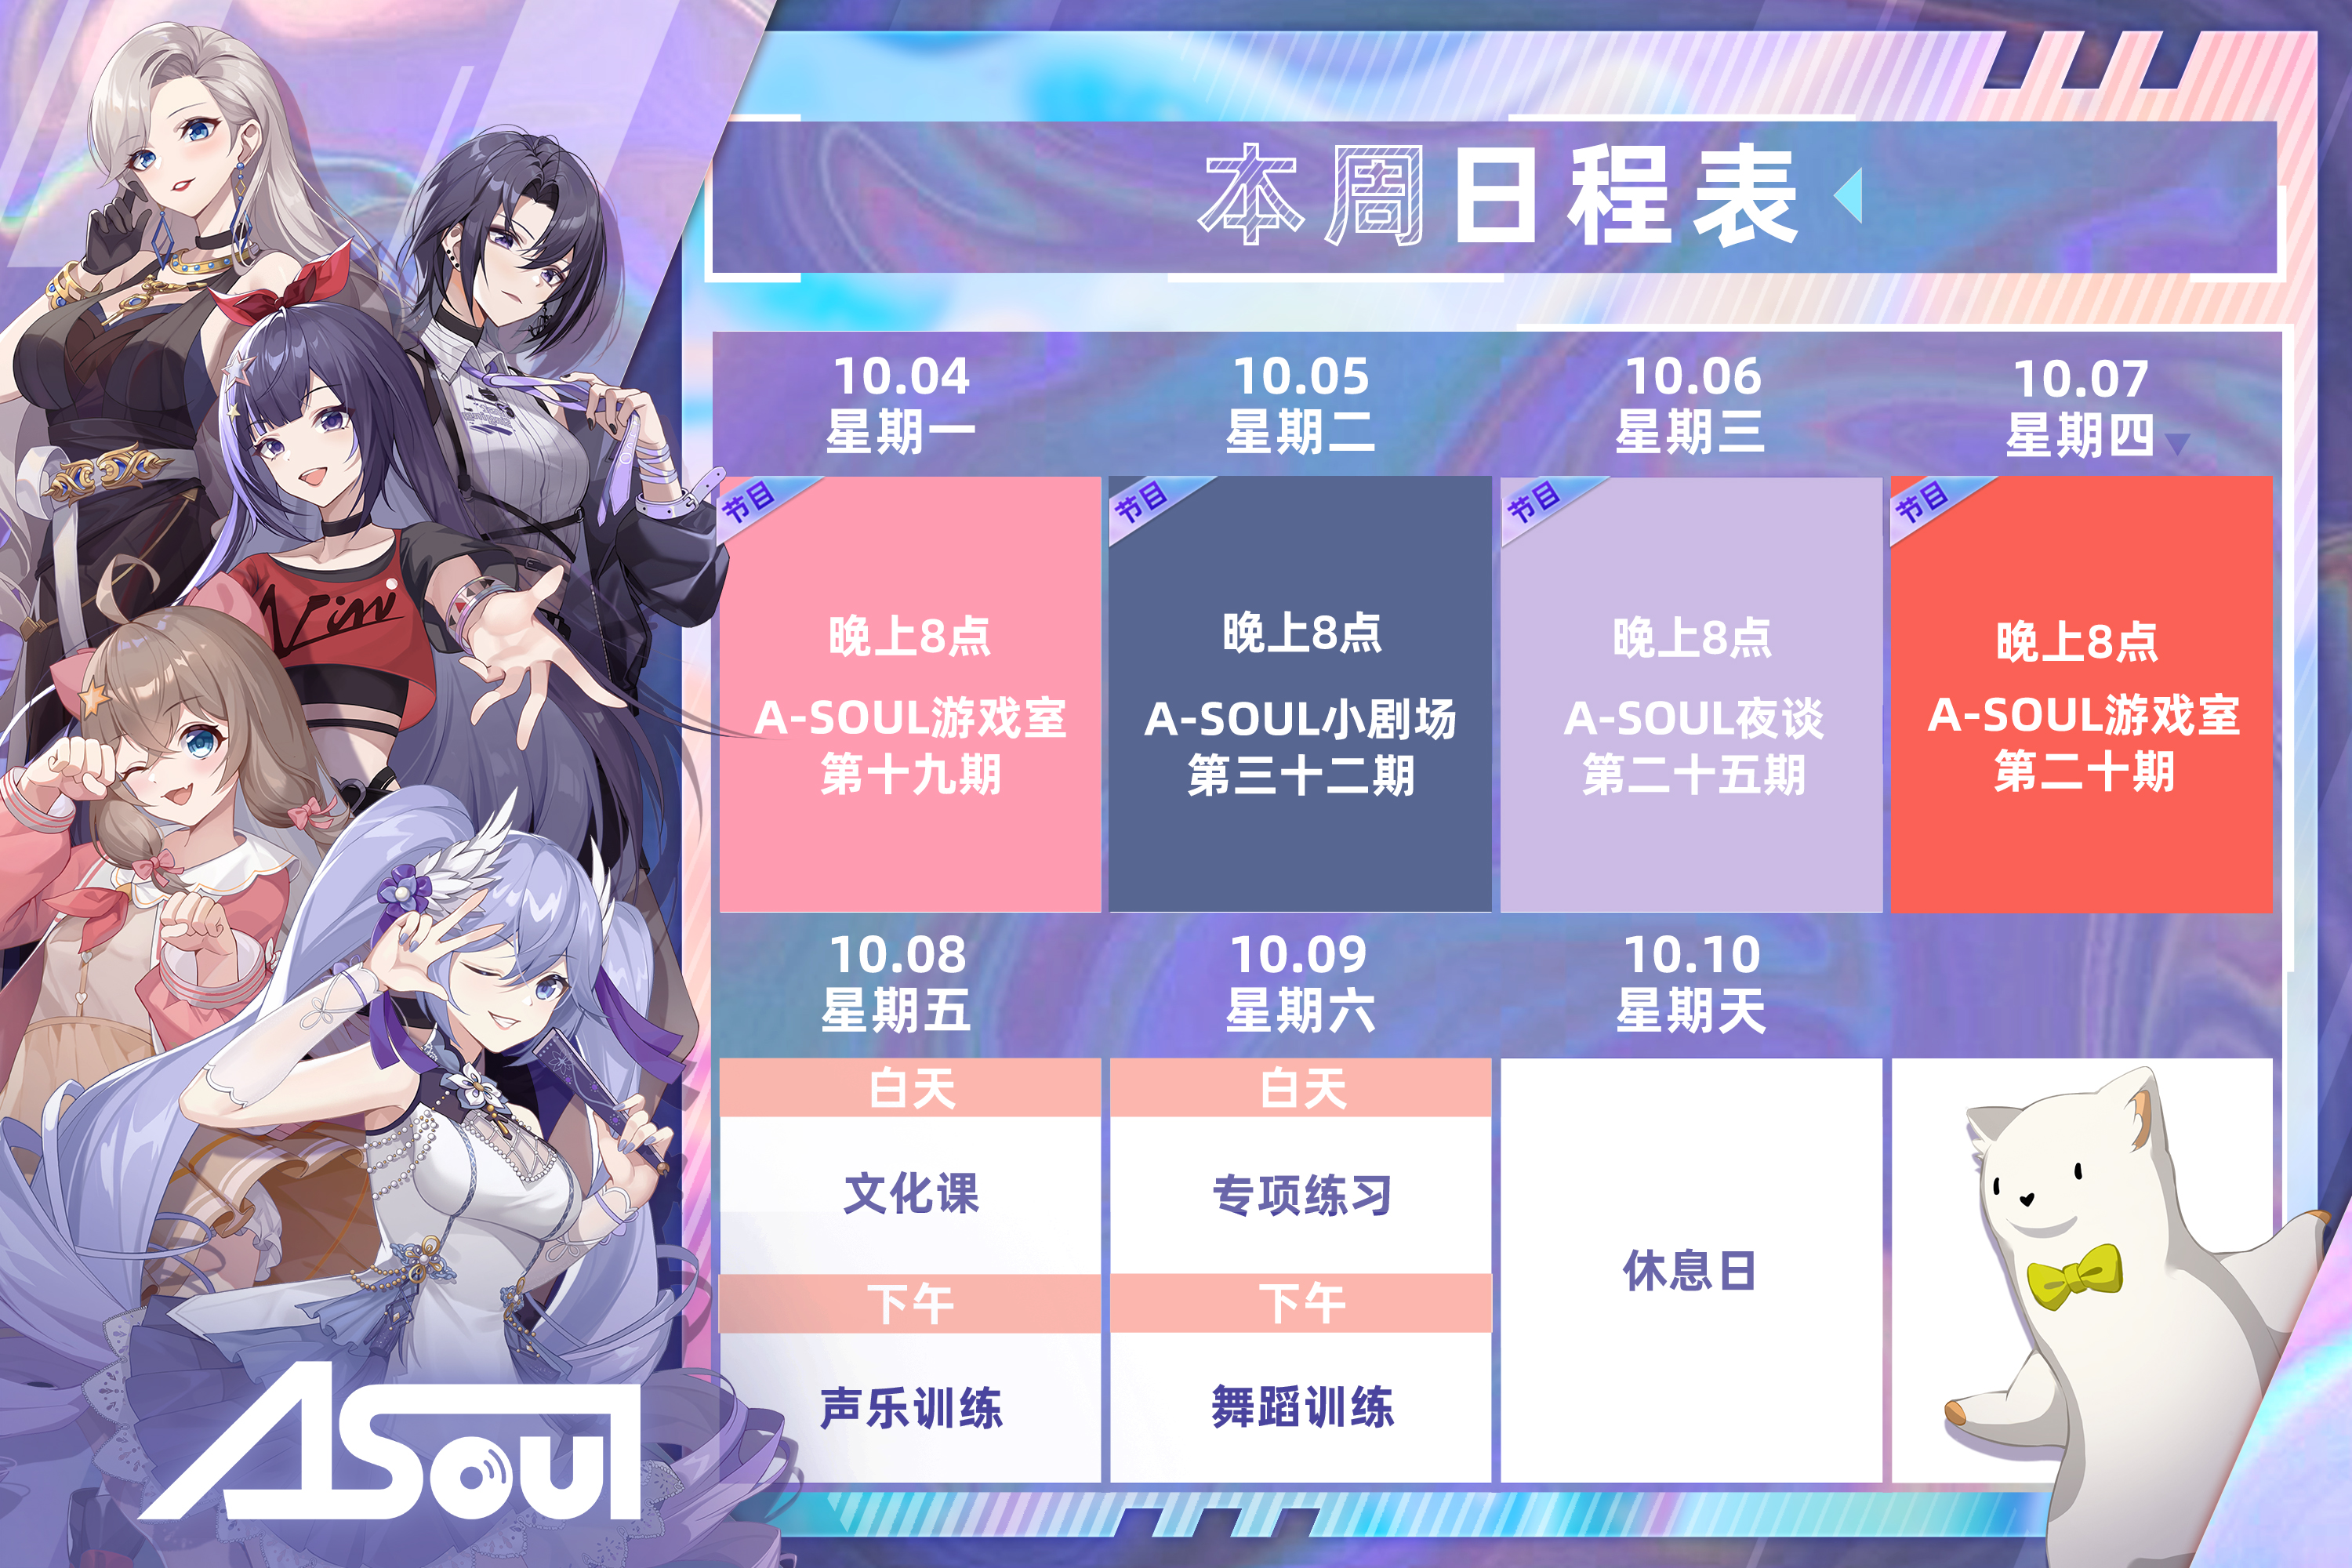 本周日程表
10.04
星期一
10.05
星期二
10.06
星期三
10.07
星期四
节目
晚上8点
A-SOUL游戏室
第十九期
节目
晚上8点
A-SOUL小剧场
第三十二期
节目
晚上8点
A-SOUL夜谈
第二十五期
节目
晚上8点
A-SOUL游戏室
第二十期
10.08
星期五
10.09
星期六
10.10
星期天
白天
文化课
下午
声乐训练
白天
专项练习
下午
舞蹈训练
休息日
ASoul